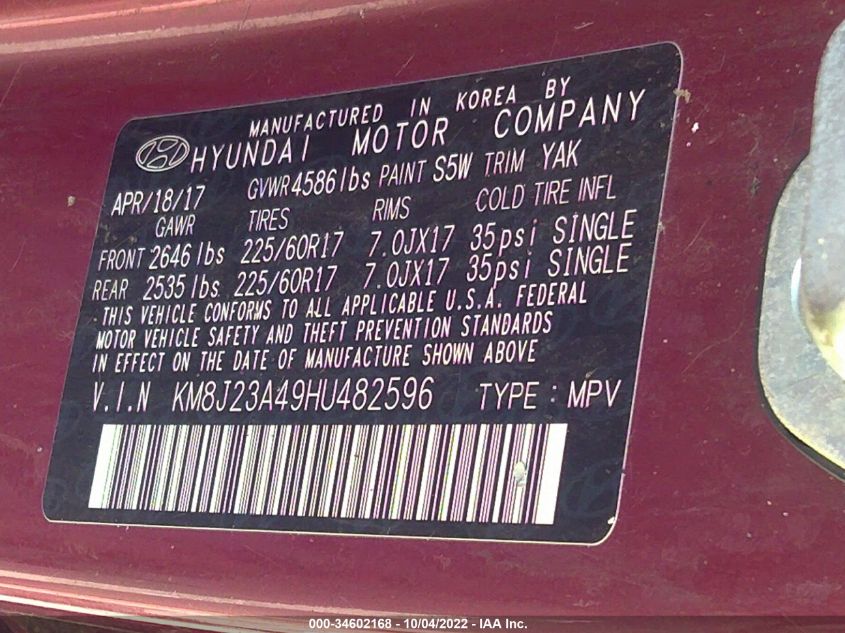 MANUFACTURED IN KOREA BY
HYUNDAI MOTOR COMPANY
APR/18/17 GVWR 4586 lbs PAINT S5W TRIM YAK
GAWR TIRES RIMS COLD TIRE INFL
FRONT 2646 lbs 225/60R17 7.0JX17 35psi SINGLE
REAR 2535 lbs 225/60R17 7.0JX17 35psi SINGLE
THIS VEHICLE CONFORMS TO ALL APPLICABLE U.S.A. FEDERAL
MOTOR VEHICLE SAFETY AND THEFT PREVENTION STANDARDS
IN EFFECT ON THE DATE OF MANUFACTURE SHOWN ABOVE
V.I.N KM8J23A49HU482596 TYPE : MPV
000-34602168 - 10/04/2022 - IAA Inc.